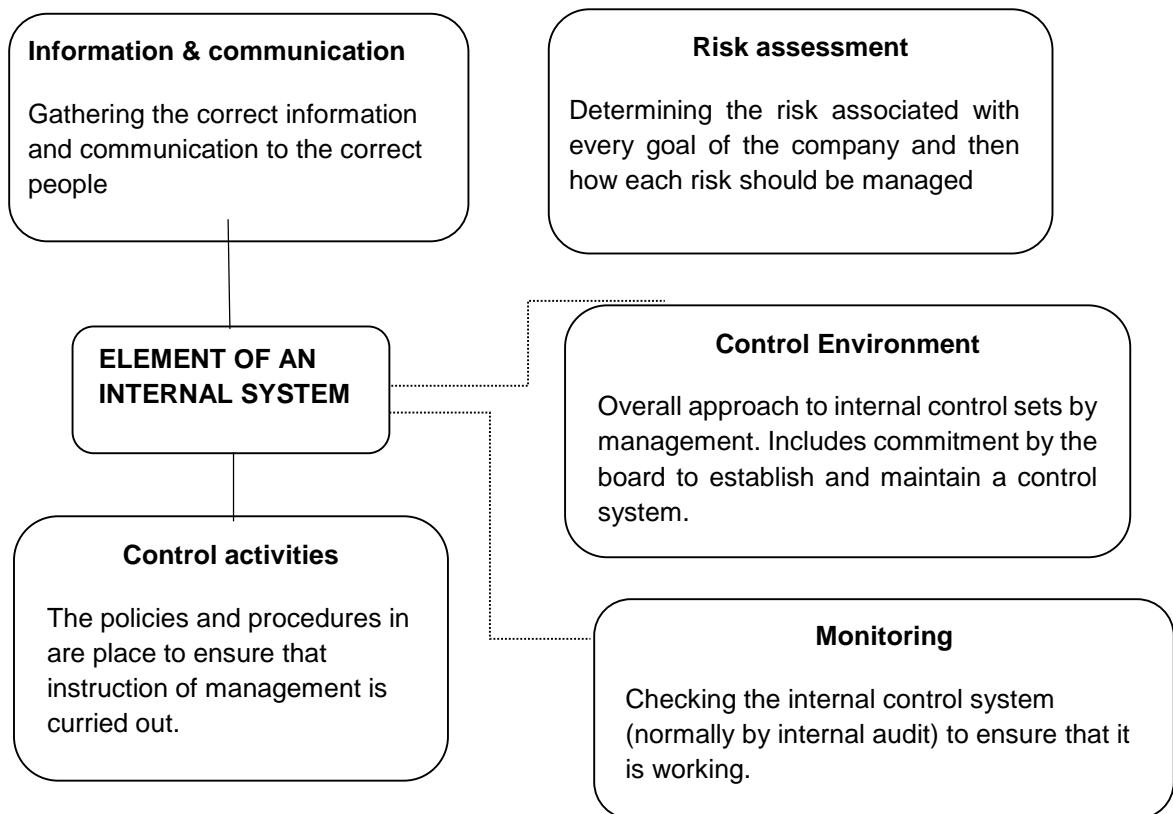 Information & communication
Gathering the correct information
and communication to the correct
people
Risk assessment
Determining the risk associated with
every goal of the company and then
how each risk should be managed
ELEMENT OF AN
INTERNAL SYSTEM
Control Environment
Overall approach to internal control sets by
management. Includes commitment by the
board to establish and maintain a control
system.
Control activities
The policies and procedures in
are place to ensure that
instruction of management is
curried out.
Monitoring
Checking the internal control system
(normally by internal audit) to ensure that it
is working.